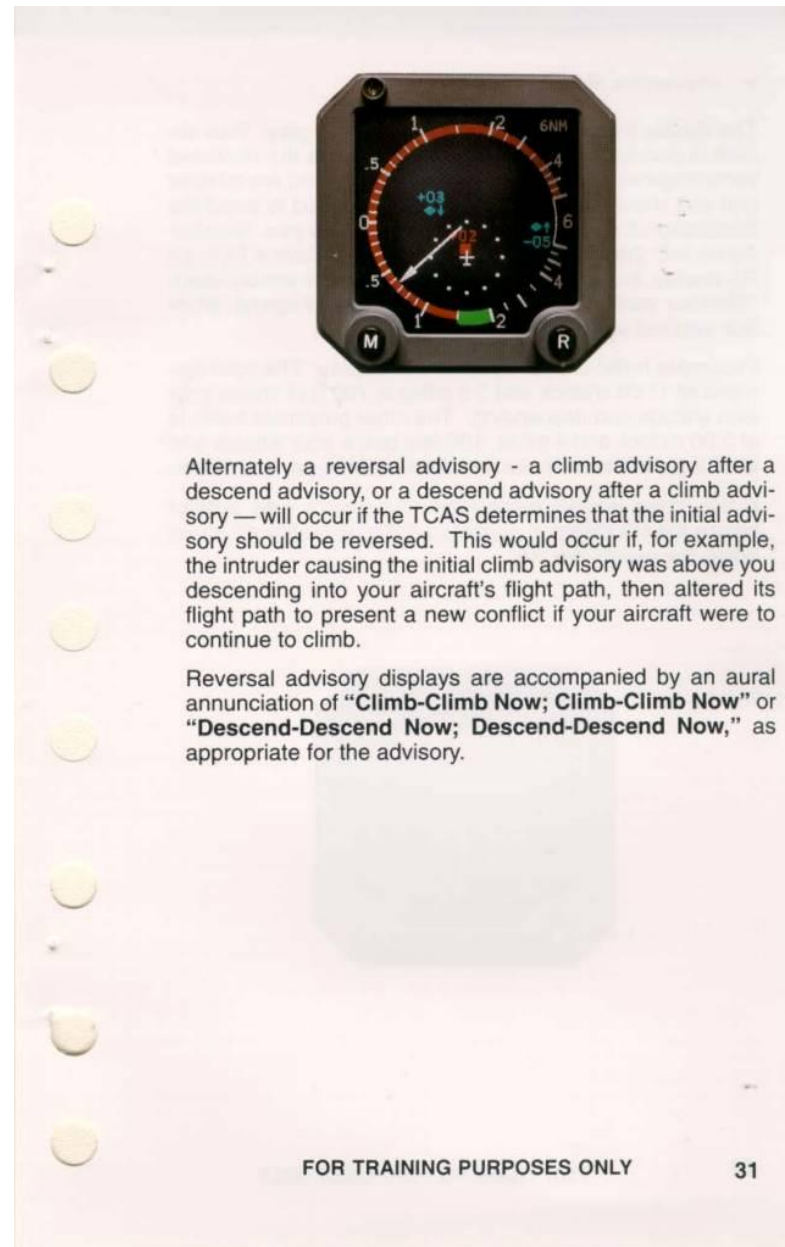 1 2 6NM
.5 4
+03
0 02 6
-05
.5 4
1 2
M R
Alternately a reversal advisory - a climb advisory after a
descend advisory, or a descend advisory after a climb advi-
sory — will occur if the TCAS determines that the initial advi-
sory should be reversed. This would occur if, for example,
the intruder causing the initial climb advisory was above you
descending into your aircraft's flight path, then altered its
flight path to present a new conflict if your aircraft were to
continue to climb.
Reversal advisory displays are accompanied by an aural
annunciation of “Climb-Climb Now; Climb-Climb Now” or
“Descend-Descend Now; Descend-Descend Now,” as
appropriate for the advisory.
FOR TRAINING PURPOSES ONLY 31